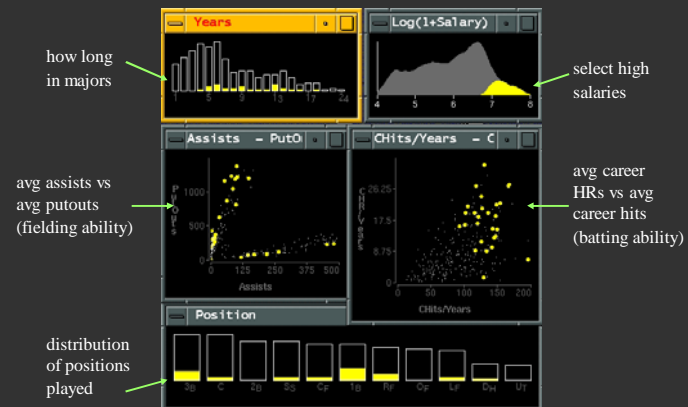 Years
Log(1+Salary)
how long
in majors
1 5 9 13 17 24
4 5 6 7 8
select high
salaries
Assists - PutO
CHits/Years - C
avg assists vs
avg putouts
(fielding ability)
PutOuts
1000
500
0
0 125 250 375 500
Assists
CHR/Years
26.25
17.5
8.75
0 50 100 150 200
CHits/Years
avg career
HRs vs avg
career hits
(batting ability)
Position
distribution
of positions
played
3B C 2B SS CF 1B RF OF LF DH UT